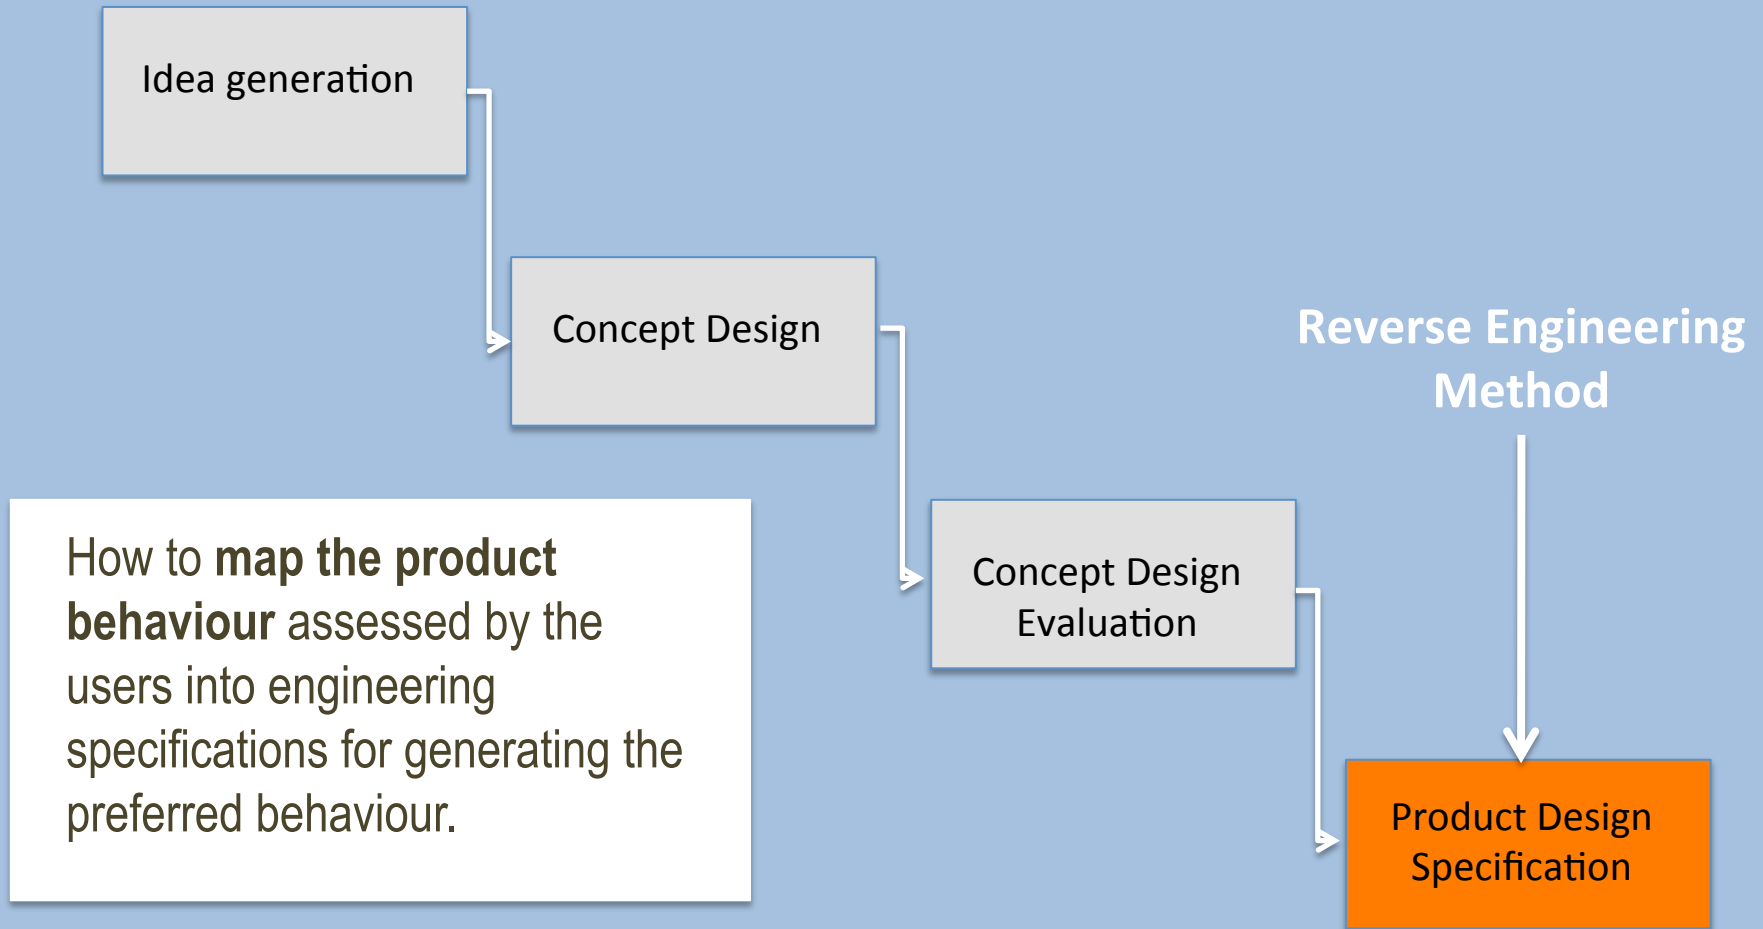 Idea generation
Concept Design
Reverse Engineering
Method
How to map the product
behaviour assessed by the
users into engineering
specifications for generating the
preferred behaviour.
Concept Design
Evaluation
Product Design
Specification